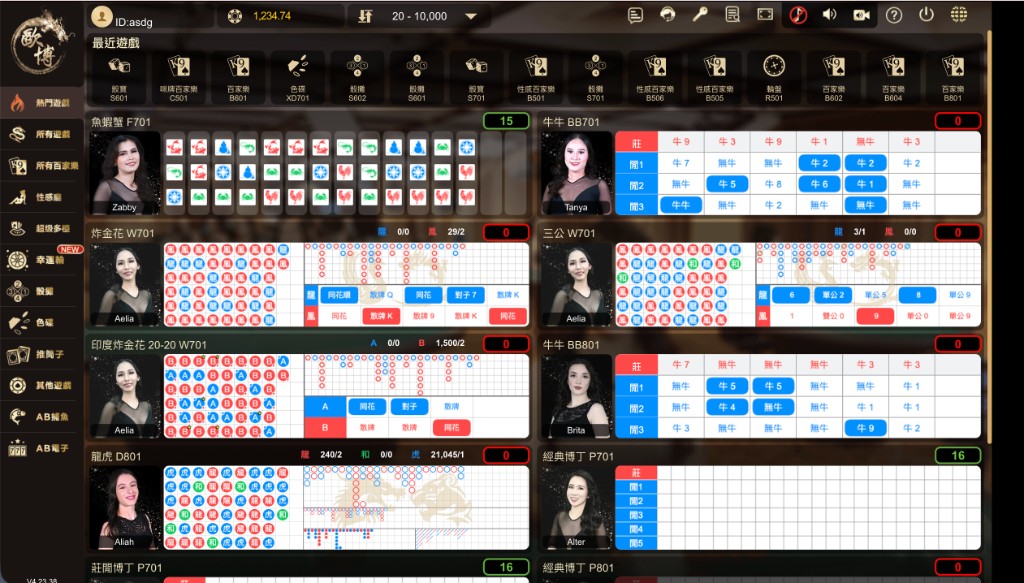 歐博
ID:asdg
1,234.74
20 - 10,000
最近遊戲
骰寶 S601
咪牌百家樂 C501
百家樂 B601
色碟 XD701
骰攤 S602
骰攤 S601
骰寶 S701
性感百家樂 B501
骰攤 S701
性感百家樂 B506
性感百家樂 B505
輪盤 R501
百家樂 B602
百家樂 B604
百家樂 B801
熱門遊戲
所有遊戲
所有百家樂
性感廳
超級多檯
NEW
幸運輪
骰攤
色碟
推筒子
其他遊戲
AB捕魚
AB電子
V4.23.38
魚蝦蟹 F701
15
Zabby
牛牛 BB701
0
Tanya
莊 牛 9 牛 3 牛 9 牛 1 無牛 牛 3
閒1 牛 7 無牛 無牛 牛 2 牛 2 無牛
閒2 無牛 牛 5 牛 8 牛 6 牛 1 無牛
閒3 牛牛 無牛 牛 2 無牛 無牛 無牛
炸金花 W701
龍 0/0 鳳 29/2
0
Aelia
龍 同花順 散牌 Q 同花 對子 7 散牌 K
鳳 同花 散牌 K 散牌 9 散牌 K 同花
三公 W701
龍 3/1 鳳 0/0
0
Aelia
龍 6 單公 2 單公 5 8 單公 9
鳳 1 雙公 0 9 單公 0 單公 9
印度炸金花 20-20 W701
A 0/0 B 1,500/2
0
Aelia
A 同花 對子 散牌
B 散牌 散牌 同花
牛牛 BB801
0
Brita
莊 牛 7 無牛 無牛 無牛 牛 3 牛 3
閒1 無牛 牛 5 牛 5 無牛 無牛 牛 1
閒2 無牛 牛 4 無牛 無牛 牛 1 牛 1
閒3 牛 3 無牛 無牛 無牛 牛 9 牛 2
龍虎 D801
龍 240/2 和 0/0 虎 21,045/1
0
Aliah
經典博丁 P701
16
Alter
莊
閒1
閒2
閒3
閒4
閒5
莊閒博丁 P701
16
莊
經典博丁 P801
0